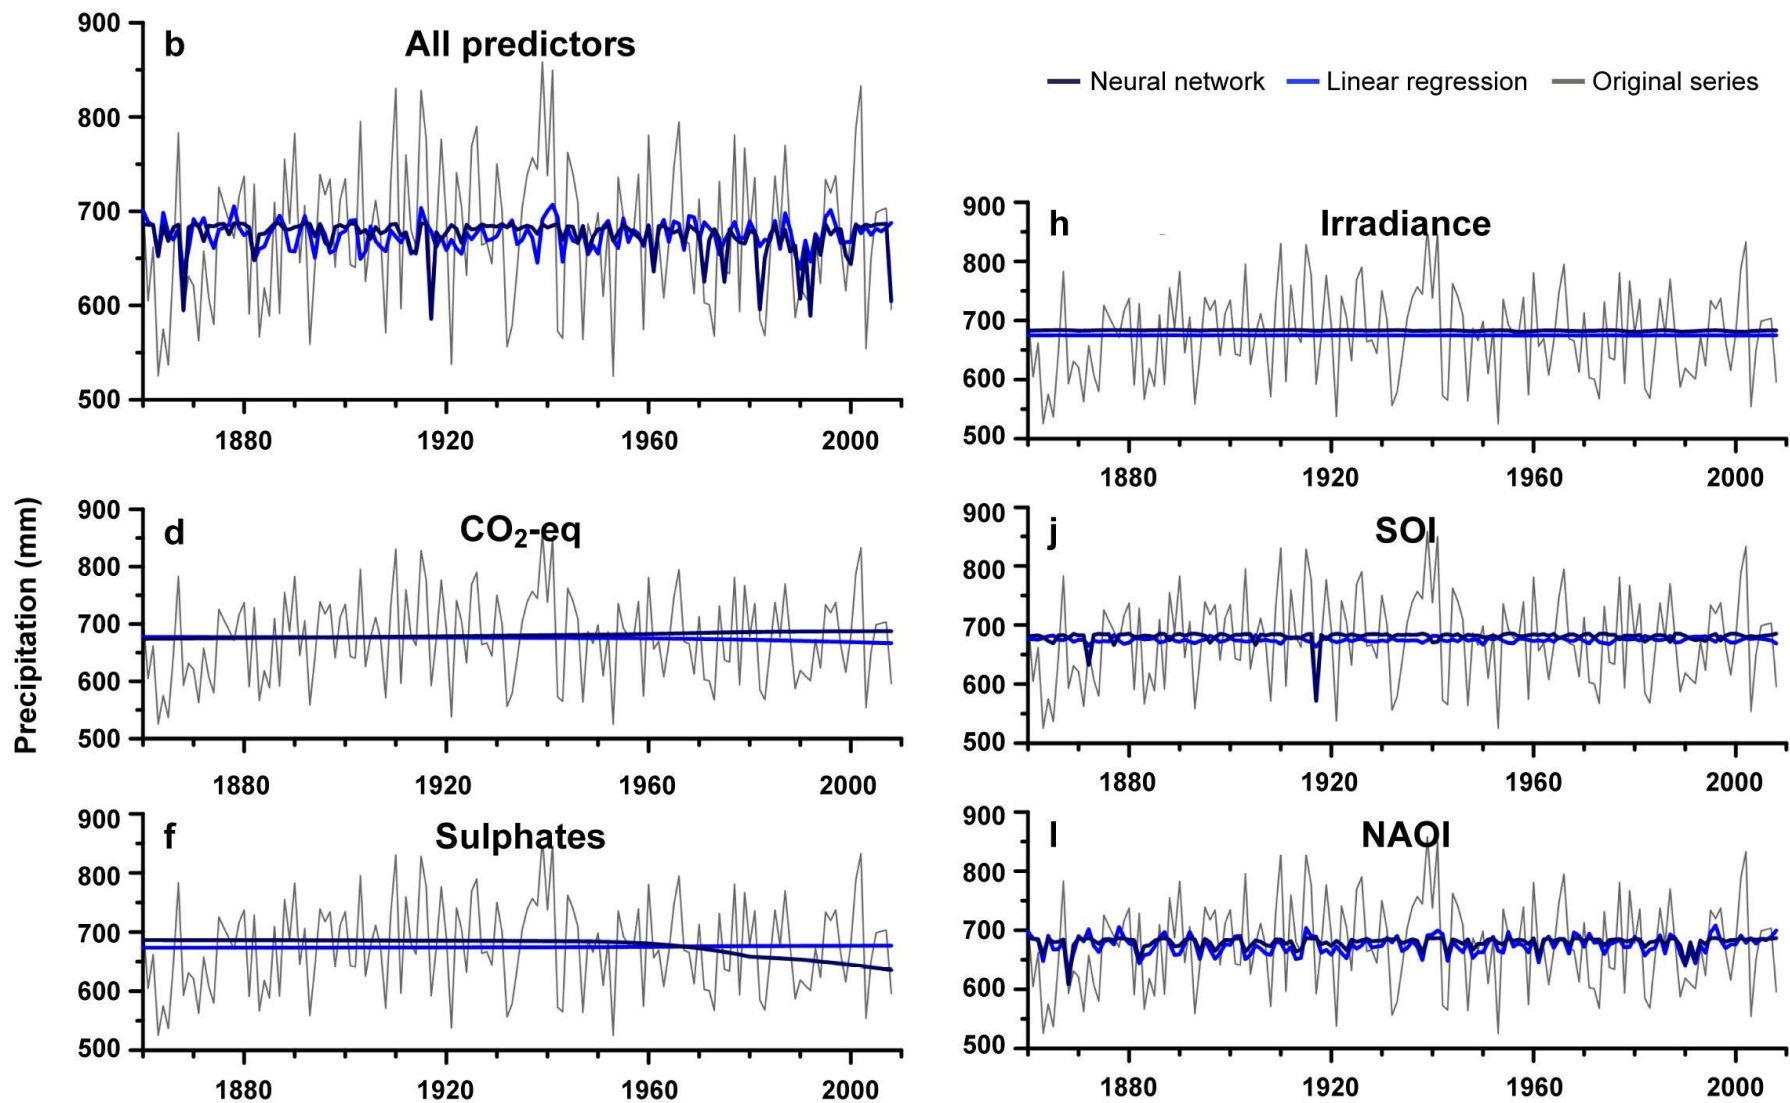 b All predictors
900
800
700
600
500
1880 1920 1960 2000
Neural network Linear regression Original series
h Irradiance
900
800
700
600
500
1880 1920 1960 2000
Precipitation (mm)
d CO₂-eq
900
800
700
600
500
1880 1920 1960 2000
j SOI
900
800
700
600
500
1880 1920 1960 2000
f Sulphates
900
800
700
600
500
1880 1920 1960 2000
l NAOI
900
800
700
600
500
1880 1920 1960 2000